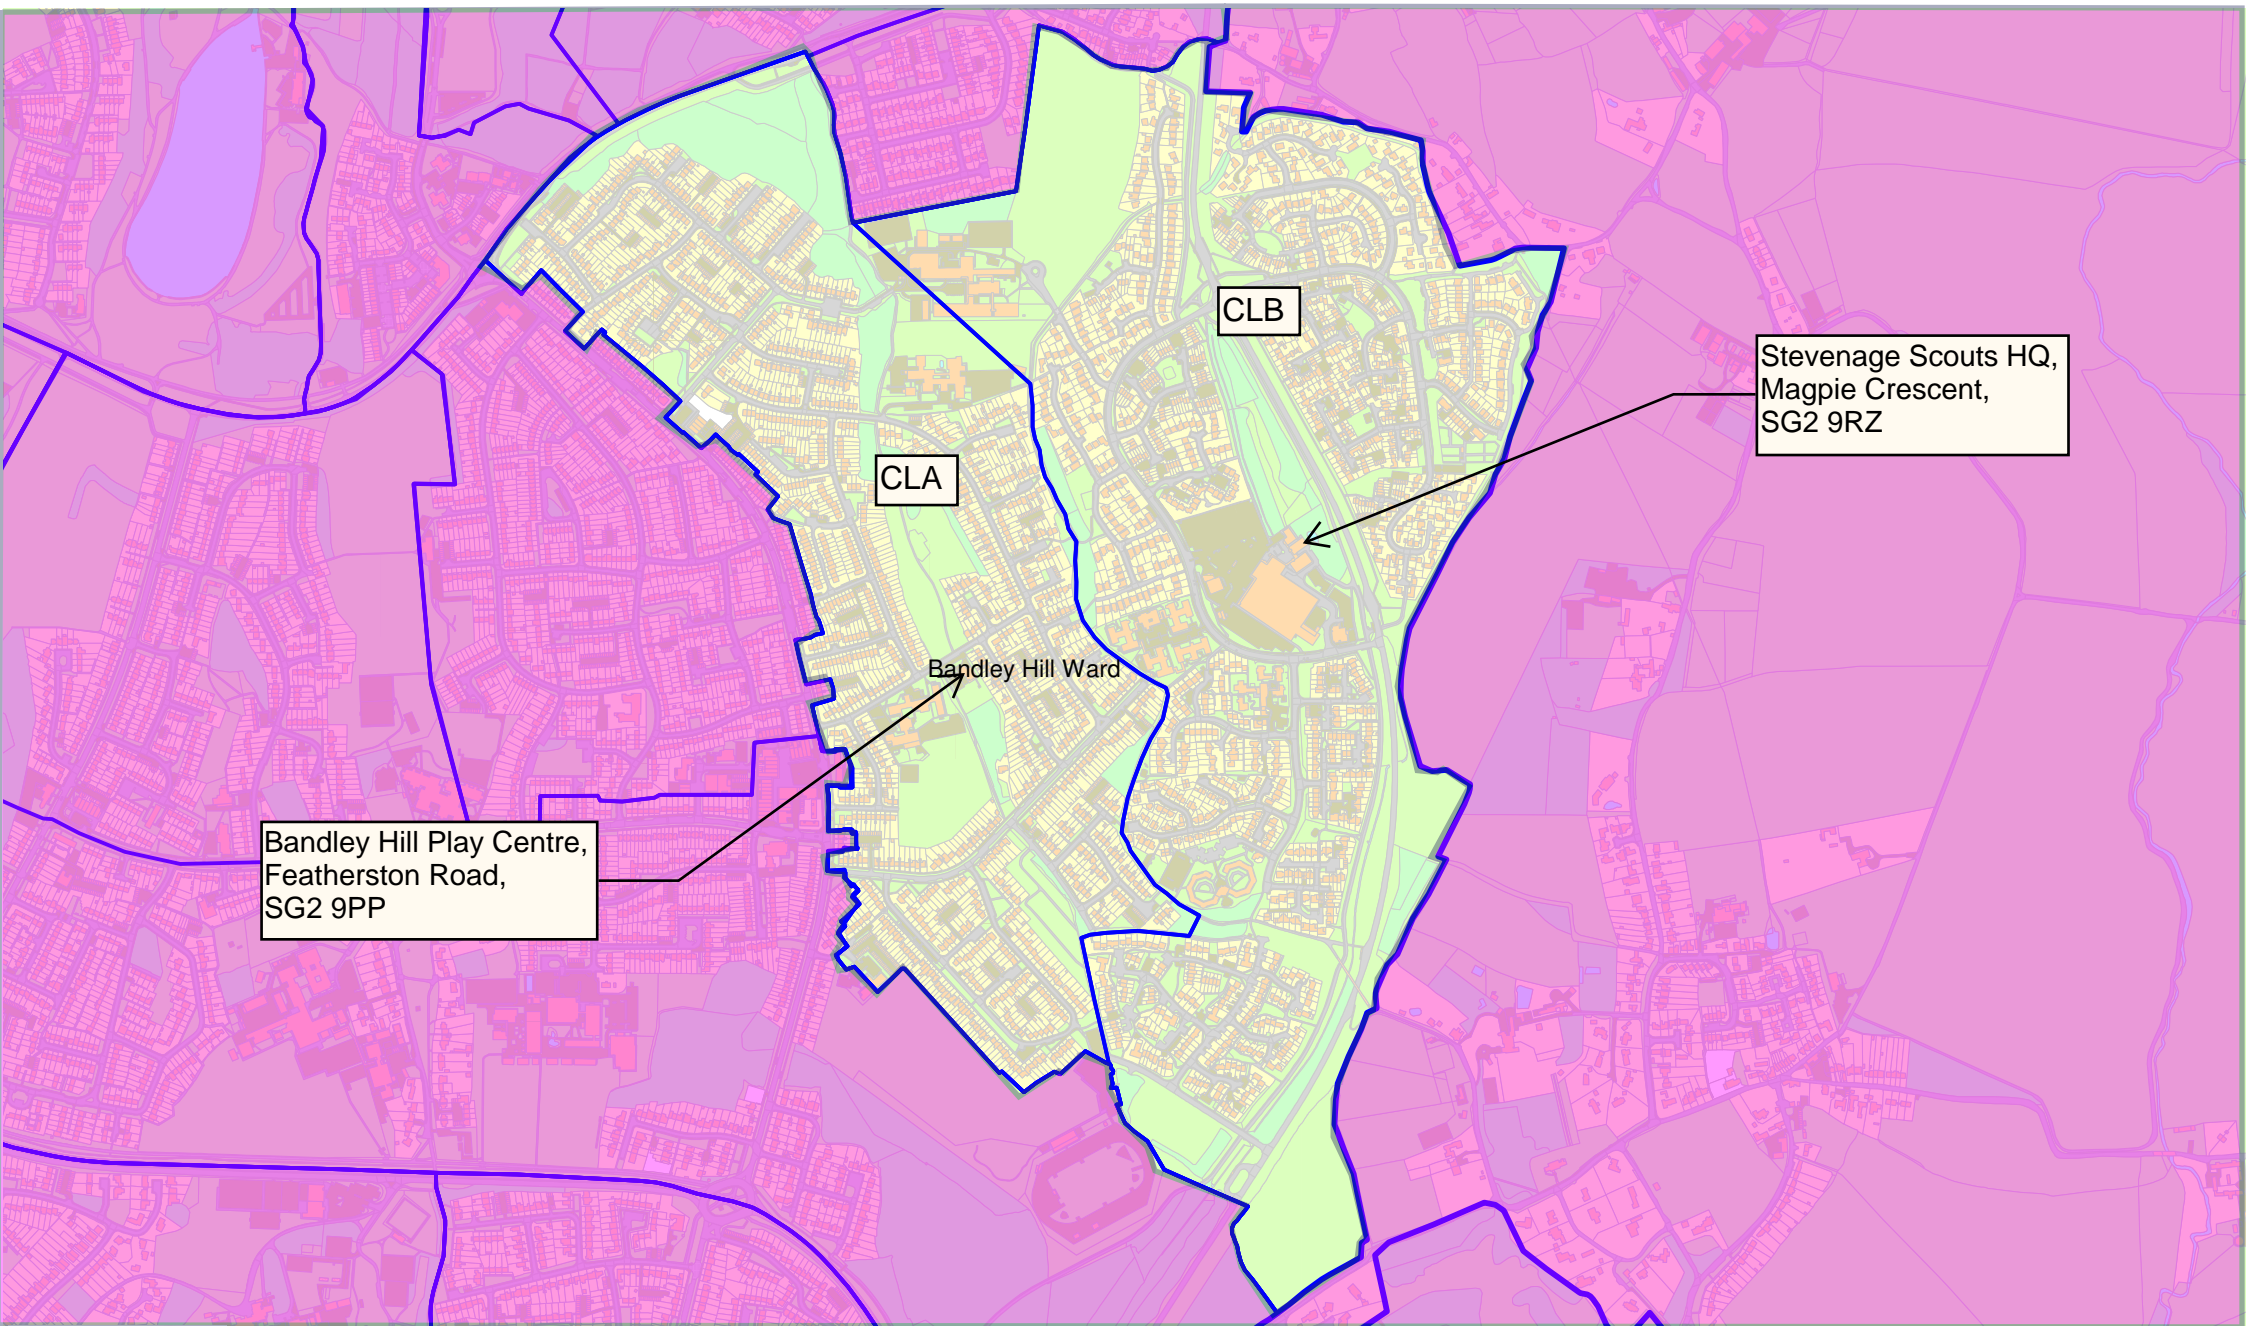 CLB
Stevenage Scouts HQ,
Magpie Crescent,
SG2 9RZ
CLA
Bandley Hill Ward
Bandley Hill Play Centre,
Featherston Road,
SG2 9PP